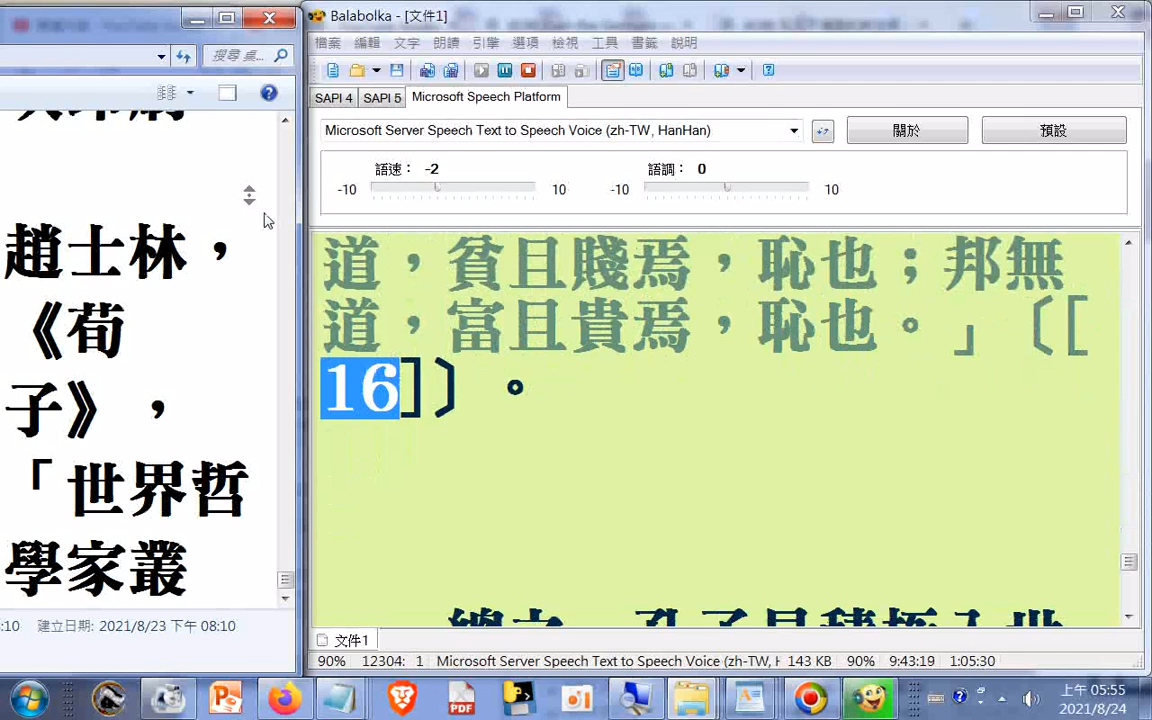 Balabolka - [文件1]
檔案 編輯 文字 朗讀 引擎 選項 檢視 工具 書籤 說明
搜尋 桌...
SAPI 4 SAPI 5 Microsoft Speech Platform
Microsoft Server Speech Text to Speech Voice (zh-TW, HanHan) 關於 預設
語速： -2 語調： 0
-10 10 -10 10
趙士林，
《荀
子》，
「世界哲
學家叢
道，貧且賤焉，恥也；邦無
道，富且貴焉，恥也。」〔[
16]〕。
:10 建立日期: 2021/8/23 下午 08:10
文件1
90% 12304: 1 Microsoft Server Speech Text to Speech Voice (zh-TW, H 143 KB 90% 9:43:19 1:05:30
PDF
上午 05:55
2021/8/24